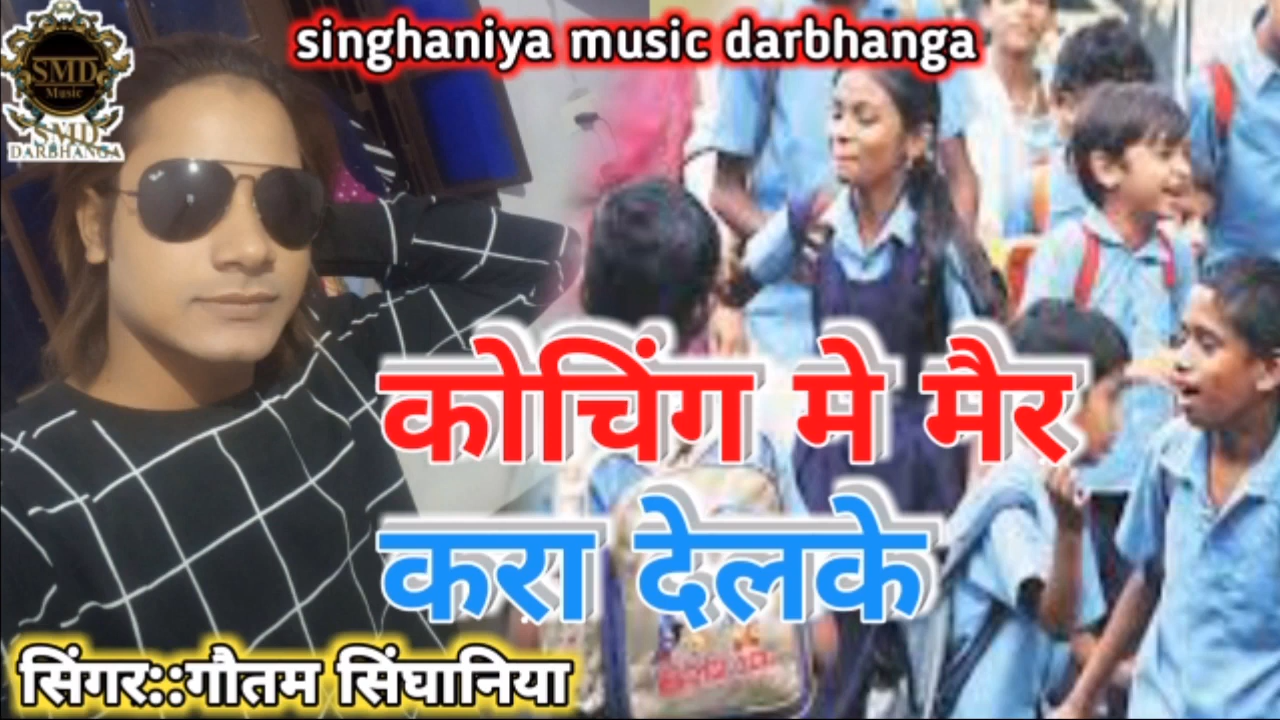 singhaniya music darbhanga
SMD
Music
SMD
DARBHANGA
कोचिंग मे मैर
करा देलके
सिंगर::गौतम सिंघानिया